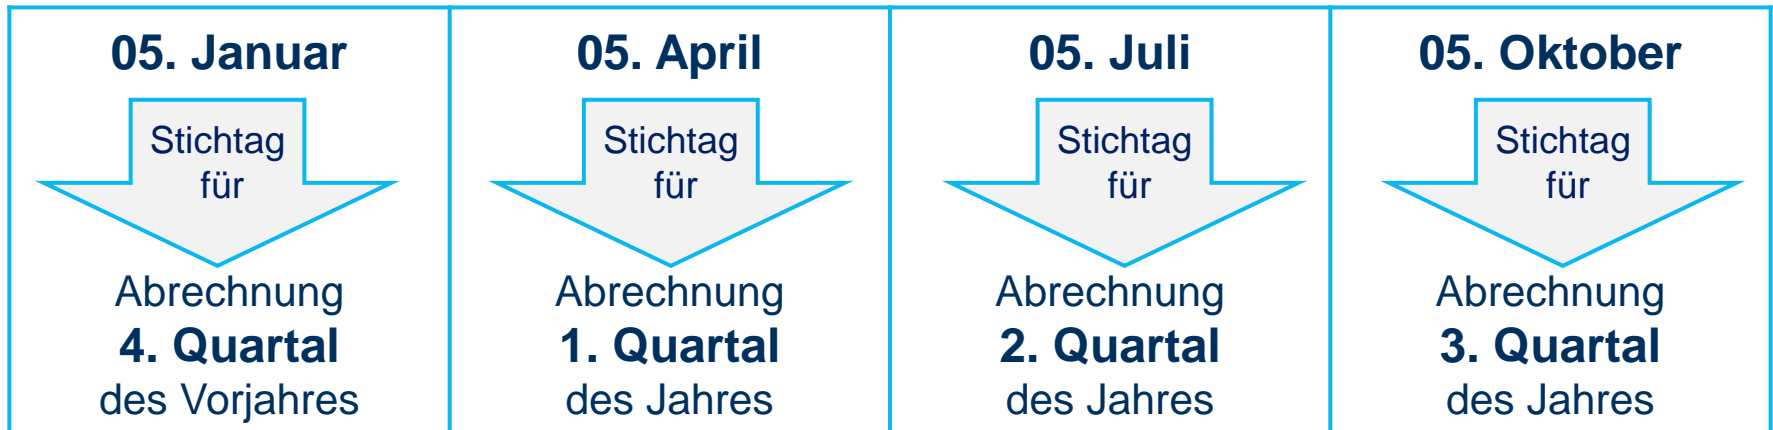 05. Januar
Stichtag
für
Abrechnung
4. Quartal
des Vorjahres
05. April
Stichtag
für
Abrechnung
1. Quartal
des Jahres
05. Juli
Stichtag
für
Abrechnung
2. Quartal
des Jahres
05. Oktober
Stichtag
für
Abrechnung
3. Quartal
des Jahres